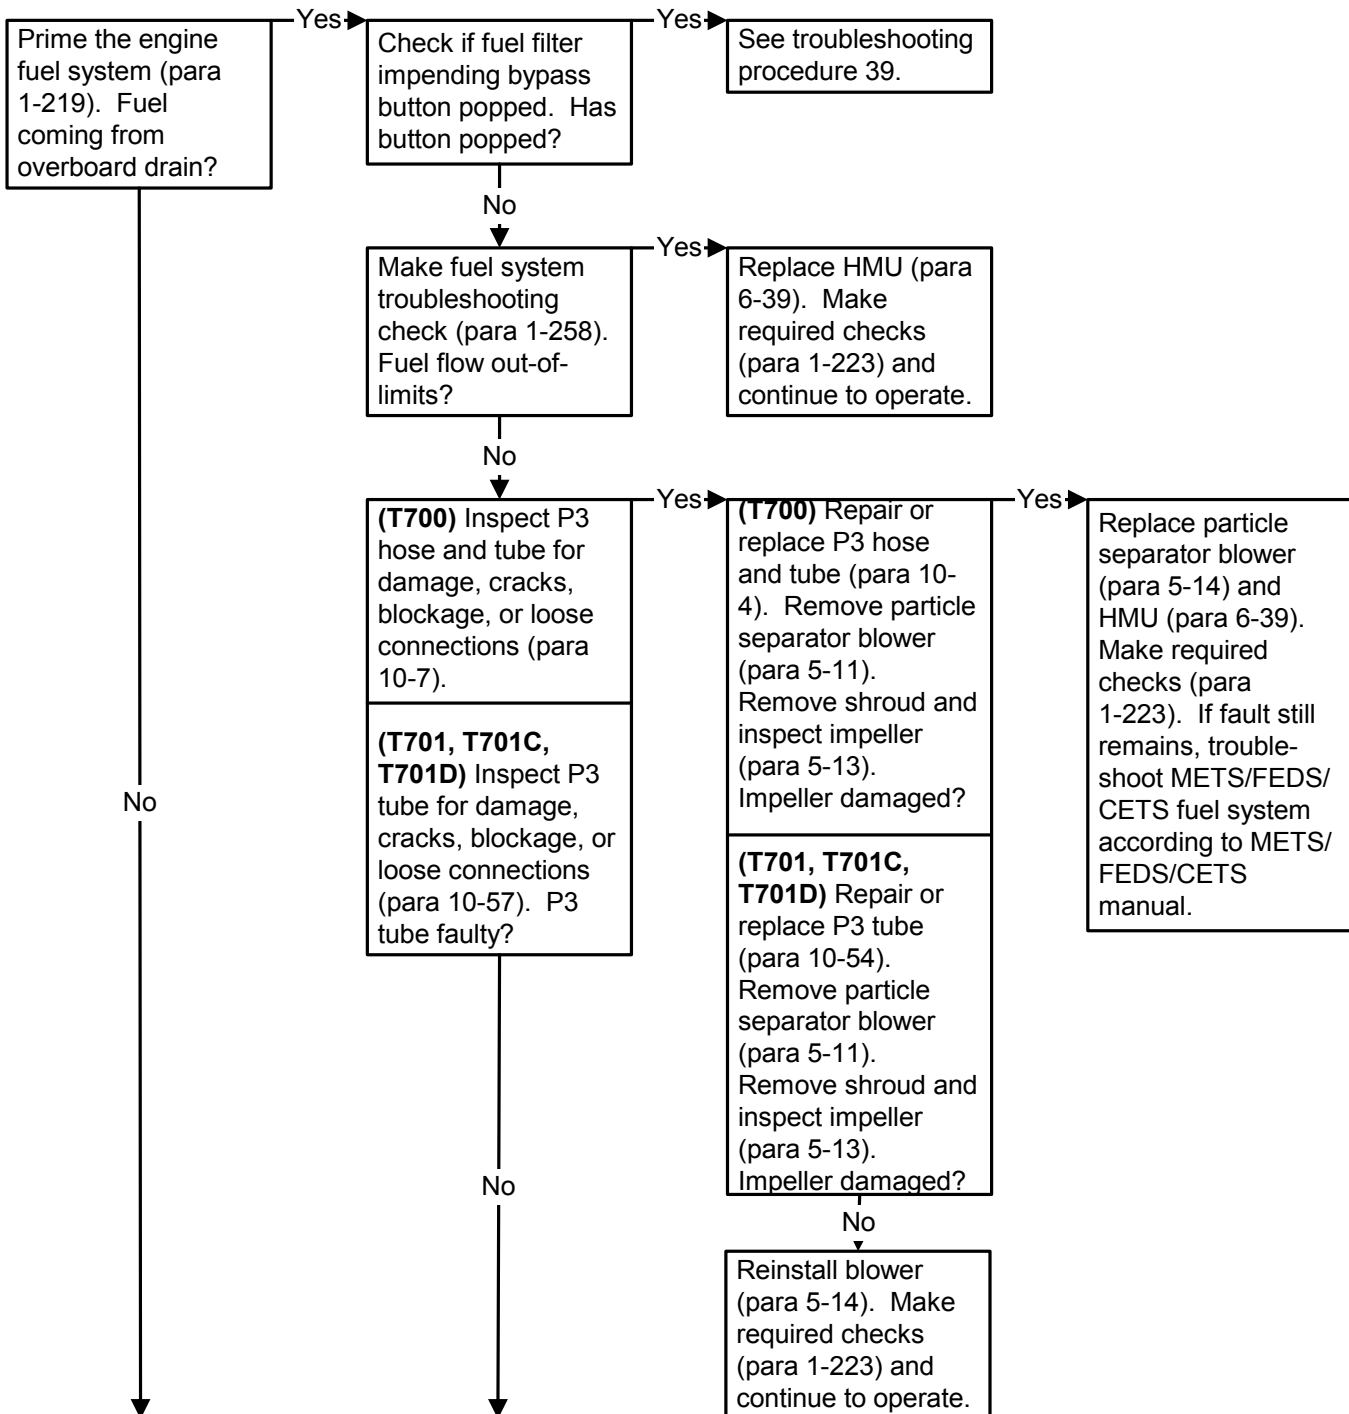 Prime the engine
fuel system (para
1-219).  Fuel
coming from
overboard drain?
Yes
Check if fuel filter
impending bypass
button popped.  Has
button popped?
Yes
See troubleshooting
procedure 39.
No
Make fuel system
troubleshooting
check (para 1-258).
Fuel flow out-of-
limits?
Yes
Replace HMU (para
6-39).  Make
required checks
(para 1-223) and
continue to operate.
No
(T700) Inspect P3
hose and tube for
damage, cracks,
blockage, or loose
connections (para
10-7).
(T701, T701C,
T701D) Inspect P3
tube for damage,
cracks, blockage, or
loose connections
(para 10-57).  P3
tube faulty?
Yes
(T700) Repair or
replace P3 hose
and tube (para 10-
4).  Remove particle
separator blower
(para 5-11).
Remove shroud and
inspect impeller
(para 5-13).
Impeller damaged?
(T701, T701C,
T701D) Repair or
replace P3 tube
(para 10-54).
Remove particle
separator blower
(para 5-11).
Remove shroud and
inspect impeller
(para 5-13).
Impeller damaged?
Yes
Replace particle
separator blower
(para 5-14) and
HMU (para 6-39).
Make required
checks (para
1-223).  If fault still
remains, trouble-
shoot METS/FEDS/
CETS fuel system
according to METS/
FEDS/CETS
manual.
No
No
No
Reinstall blower
(para 5-14).  Make
required checks
(para 1-223) and
continue to operate.